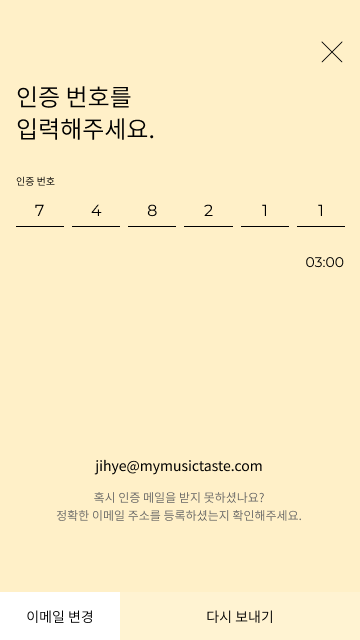 인증 번호를
입력해주세요.
인증 번호
7 4 8 2 1 1
03:00
jihye@mymusictaste.com
혹시 인증 메일을 받지 못하셨나요?
정확한 이메일 주소를 등록하셨는지 확인해주세요.
이메일 변경
다시 보내기